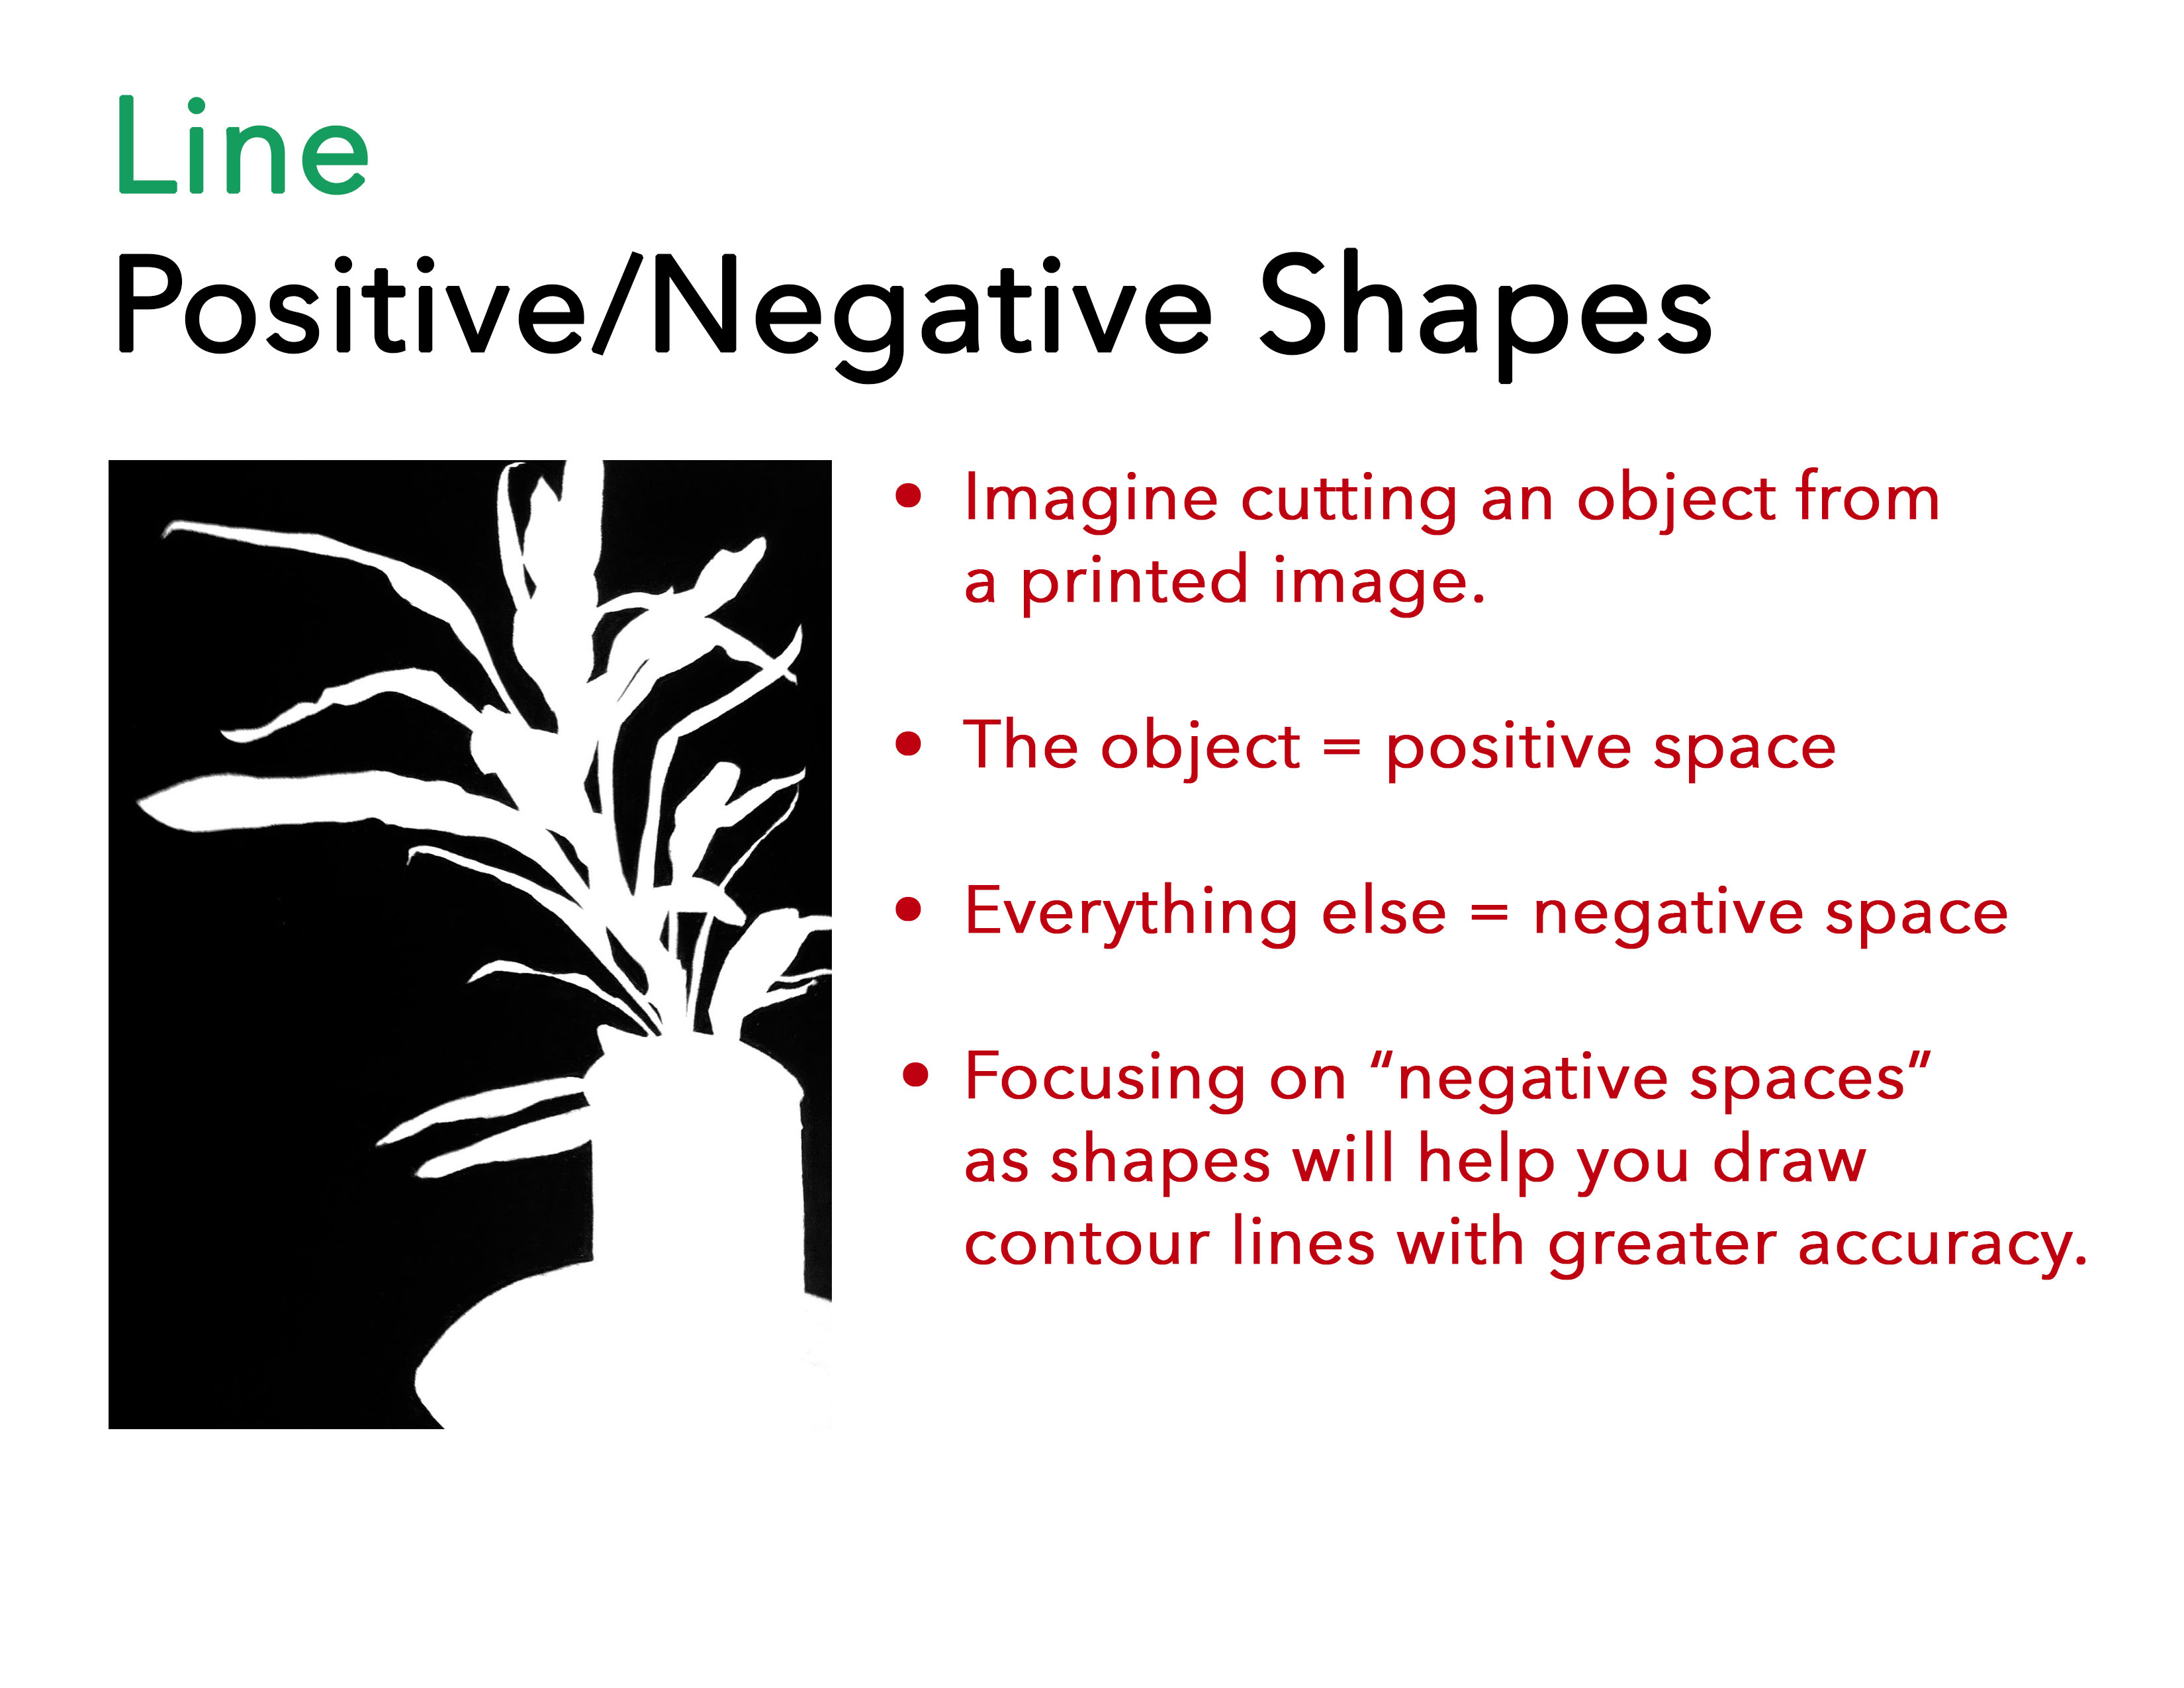 Line
Positive/Negative Shapes
• Imagine cutting an object from
a printed image.
• The object = positive space
• Everything else = negative space
• Focusing on “negative spaces”
as shapes will help you draw
contour lines with greater accuracy.